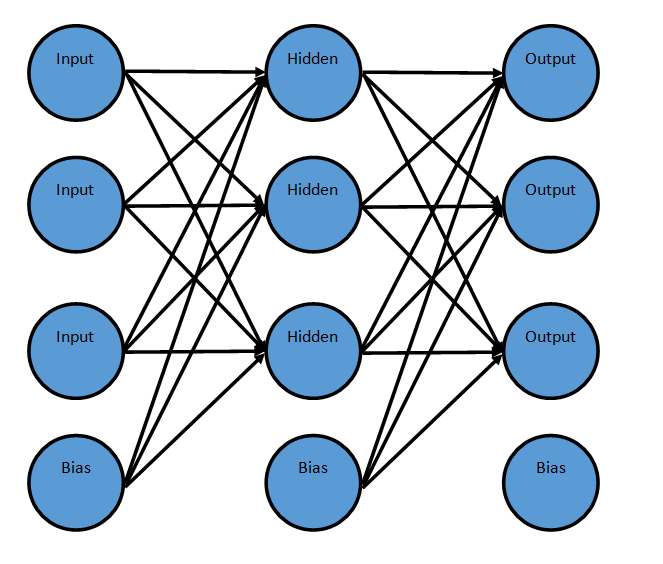 Input
Hidden
Output
Input
Hidden
Output
Input
Hidden
Output
Bias
Bias
Bias